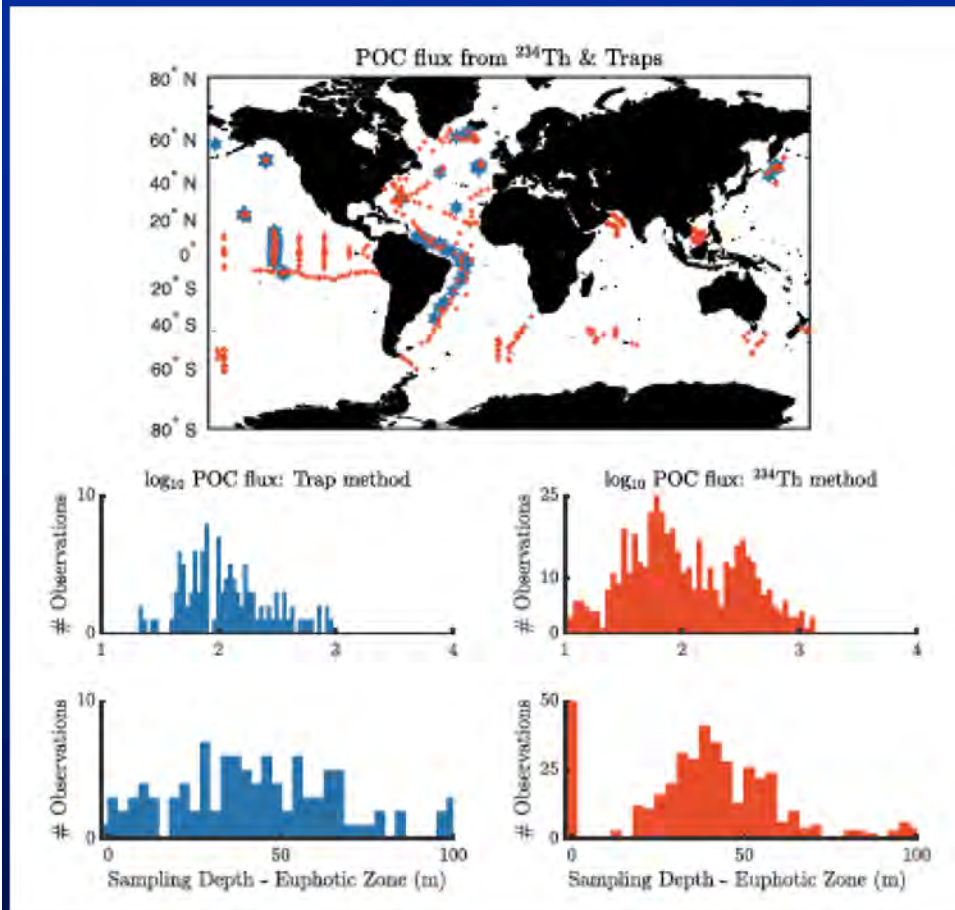 POC flux from ²³⁴Th & Traps
80° N
60° N
40° N
20° N
0°
20° S
40° S
60° S
80° S
log₁₀ POC flux: Trap method
# Observations
10
0
1 2 3 4
log₁₀ POC flux: ²³⁴Th method
# Observations
25
10
0
1 2 3 4
# Observations
10
0
0 50 100
Sampling Depth - Euphotic Zone (m)
# Observations
50
25
0
0 50 100
Sampling Depth - Euphotic Zone (m)